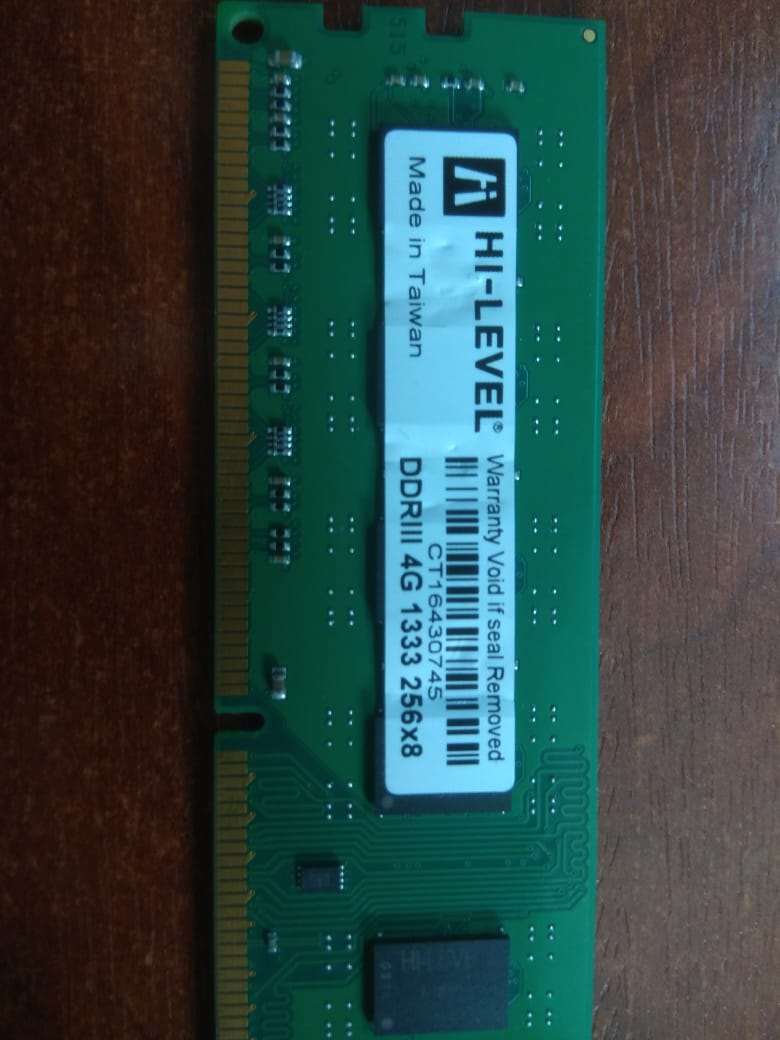 HI-LEVEL®
Made in Taiwan
Warranty Void if seal Removed
CT16430745
DDRIII 4G 1333 256x8